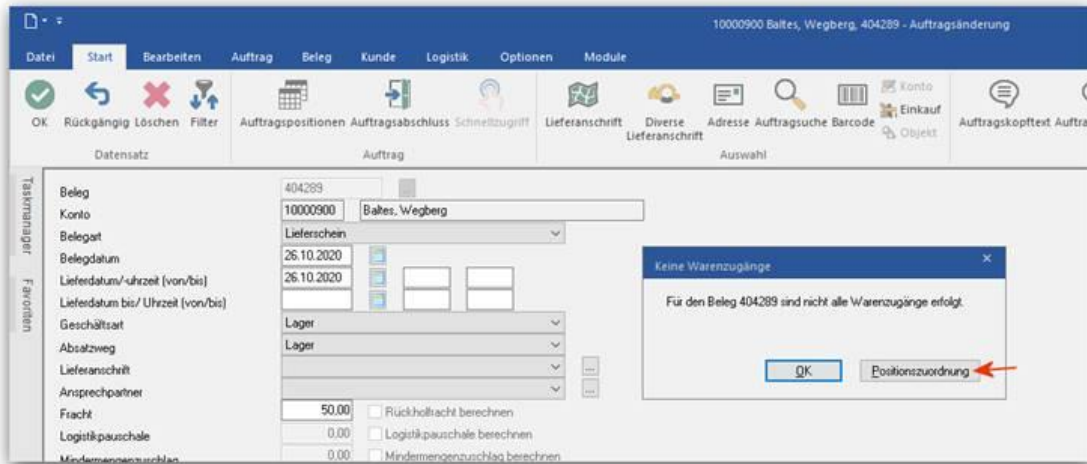 10000900 Baltes, Wegberg, 404289 - Auftragsänderung
Datei Start Bearbeiten Auftrag Beleg Kunde Logistik Optionen Module
OK Rückgängig Löschen Filter Auftragspositionen Auftragsabschluss Schnellzugriff Lieferanschrift Diverse Lieferanschrift Adresse Auftragsuche Barcode Konto Einkauf Objekt Auftragskopftext Auftra
Datensatz Auftrag Auswahl
Taskmanager
Favoriten
Beleg 404289 ...
Konto 10000900 Baltes, Wegberg
Belegart Lieferschein
Belegdatum 26.10.2020
Lieferdatum/-uhrzeit (von/bis) 26.10.2020
Lieferdatum bis/ Uhrzeit (von/bis)
Geschäftsart Lager
Absatzweg Lager
Lieferanschrift ...
Ansprechpartner ...
Fracht 50,00 Rückholfracht berechnen
Logistikpauschale 0,00 Logistikpauschale berechnen
Mindermengenzuschlag 0,00 Mindermengenzuschlag berechnen
Keine Warenzugänge
Für den Beleg 404289 sind nicht alle Warenzugänge erfolgt.
OK Positionszuordnung